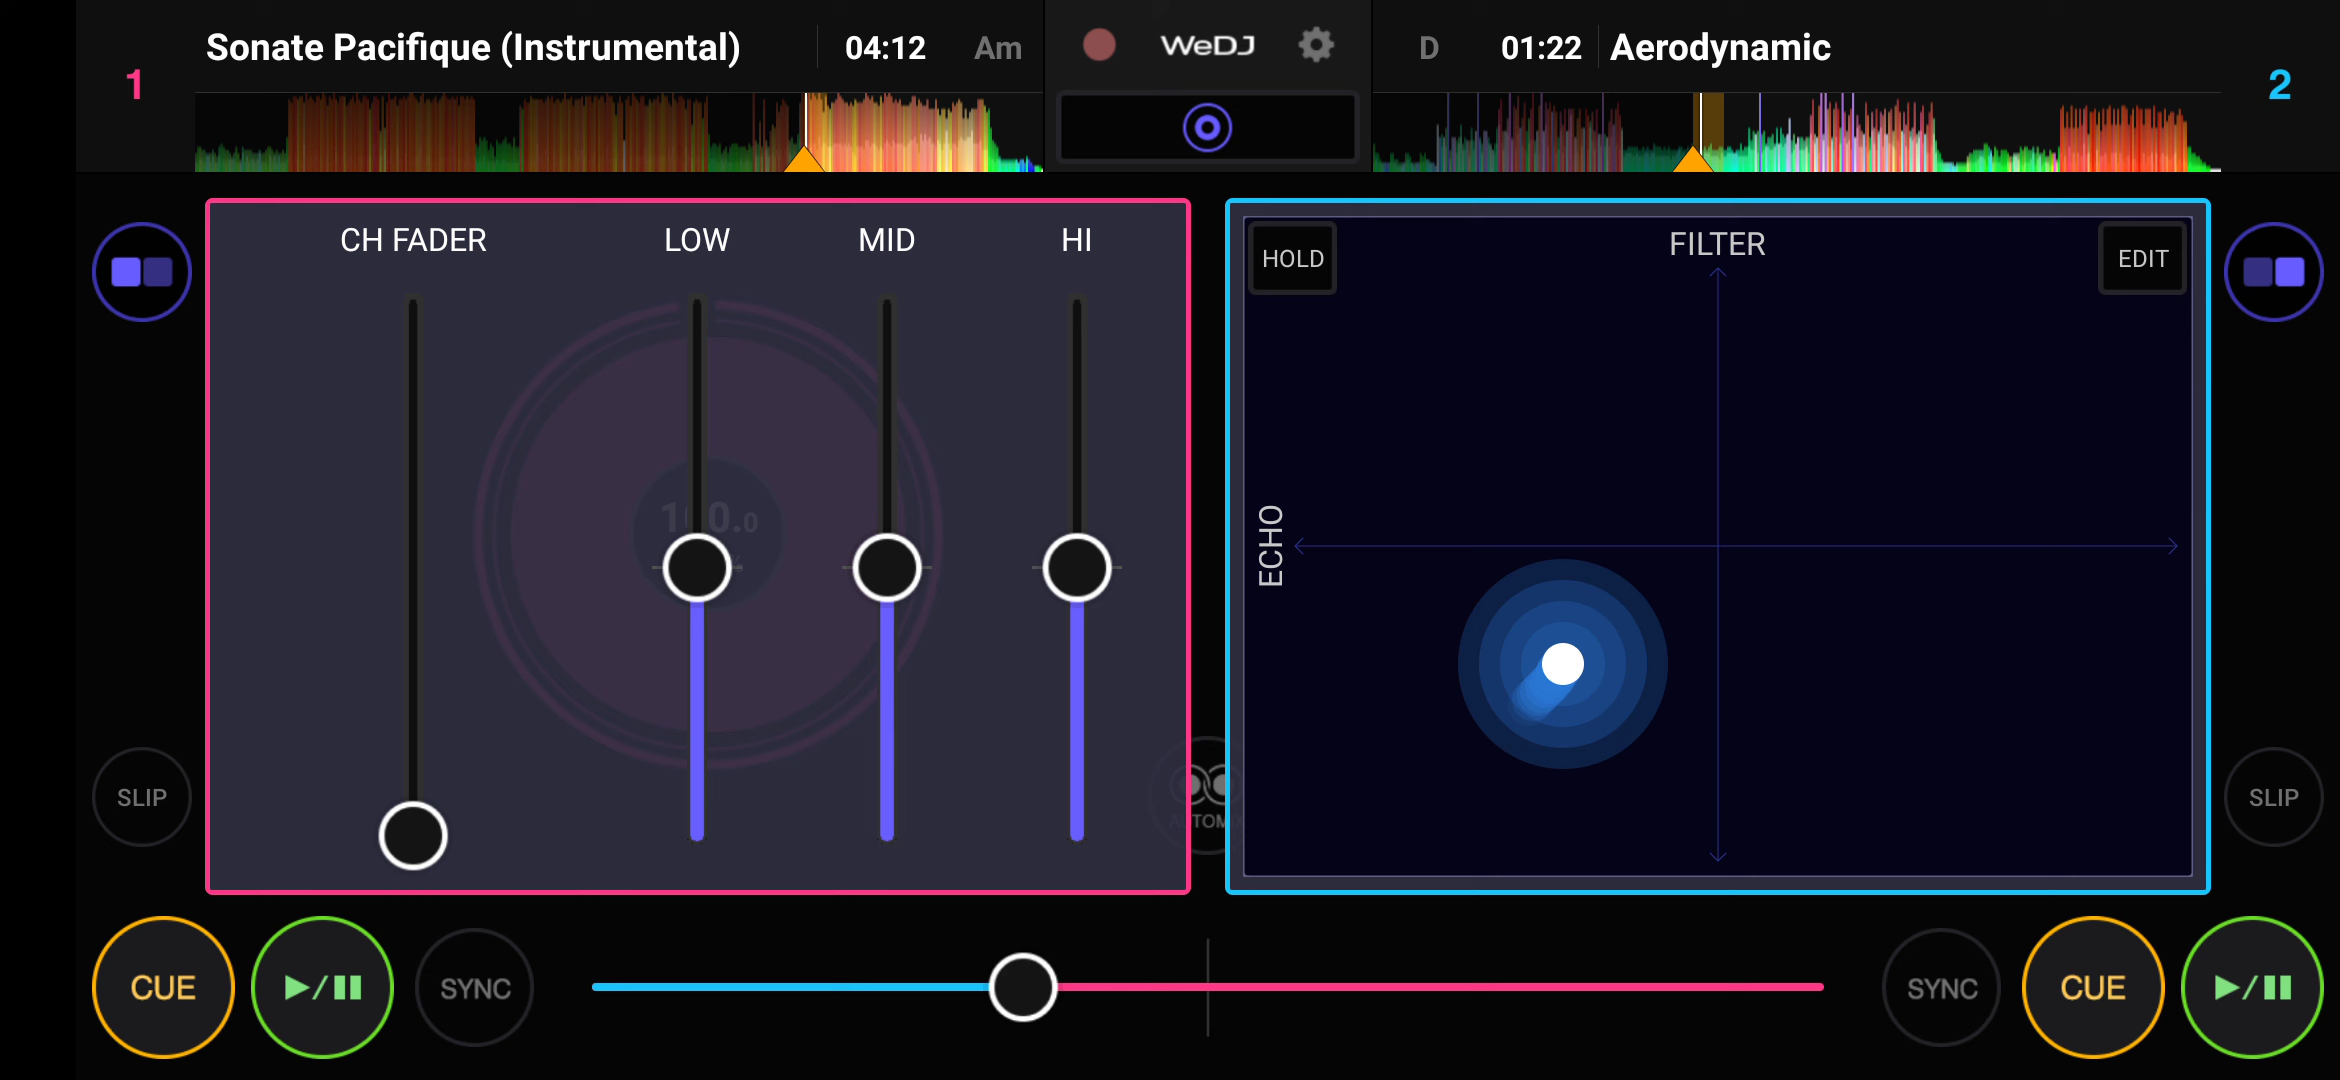 1
Sonate Pacifique (Instrumental)
04:12
Am
WeDJ
D
01:22
Aerodynamic
2
CH FADER
LOW
MID
HI
HOLD
FILTER
EDIT
ECHO
SLIP
SLIP
CUE
SYNC
SYNC
CUE